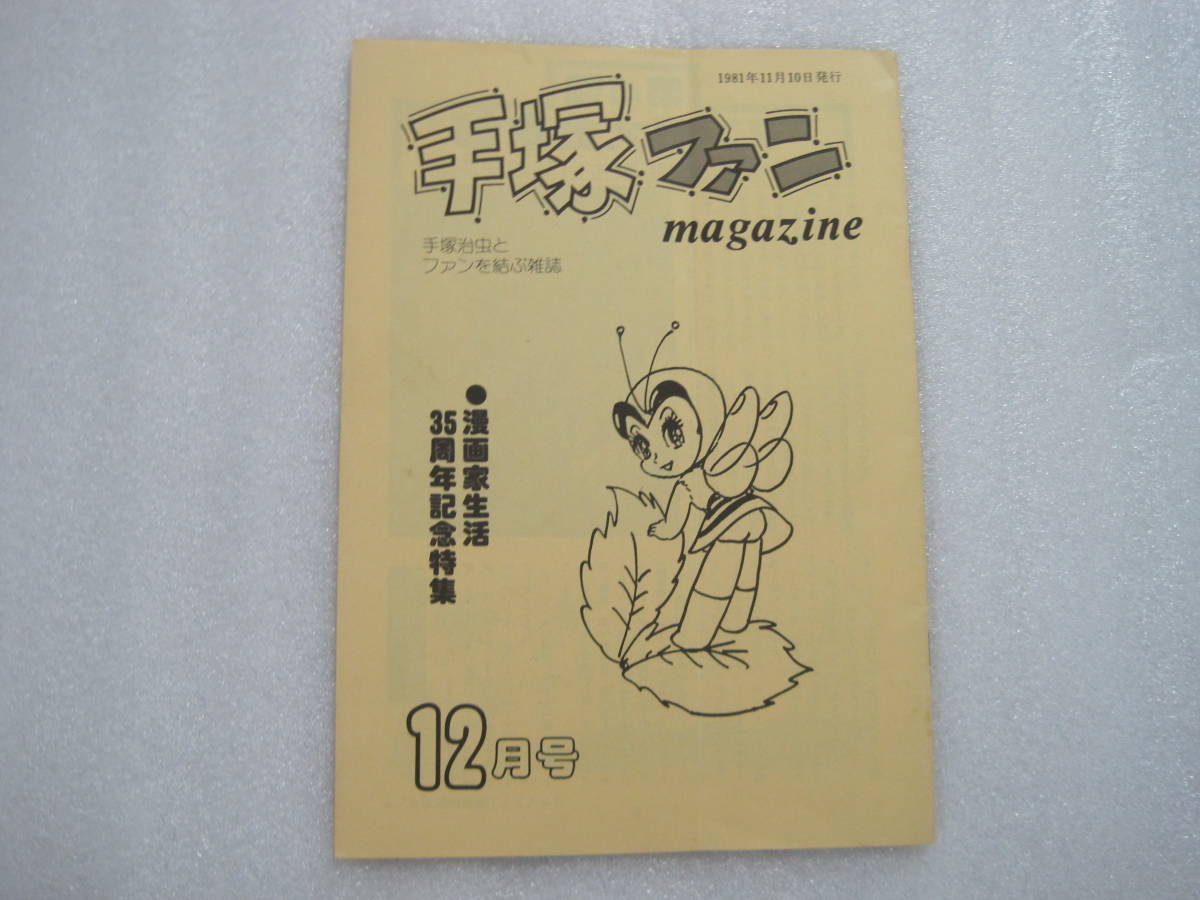 1981年11月10日発行
手塚ファン
magazine
手塚治虫と
ファンを結ぶ雑誌
●漫画家生活
35周年記念特集
12月号